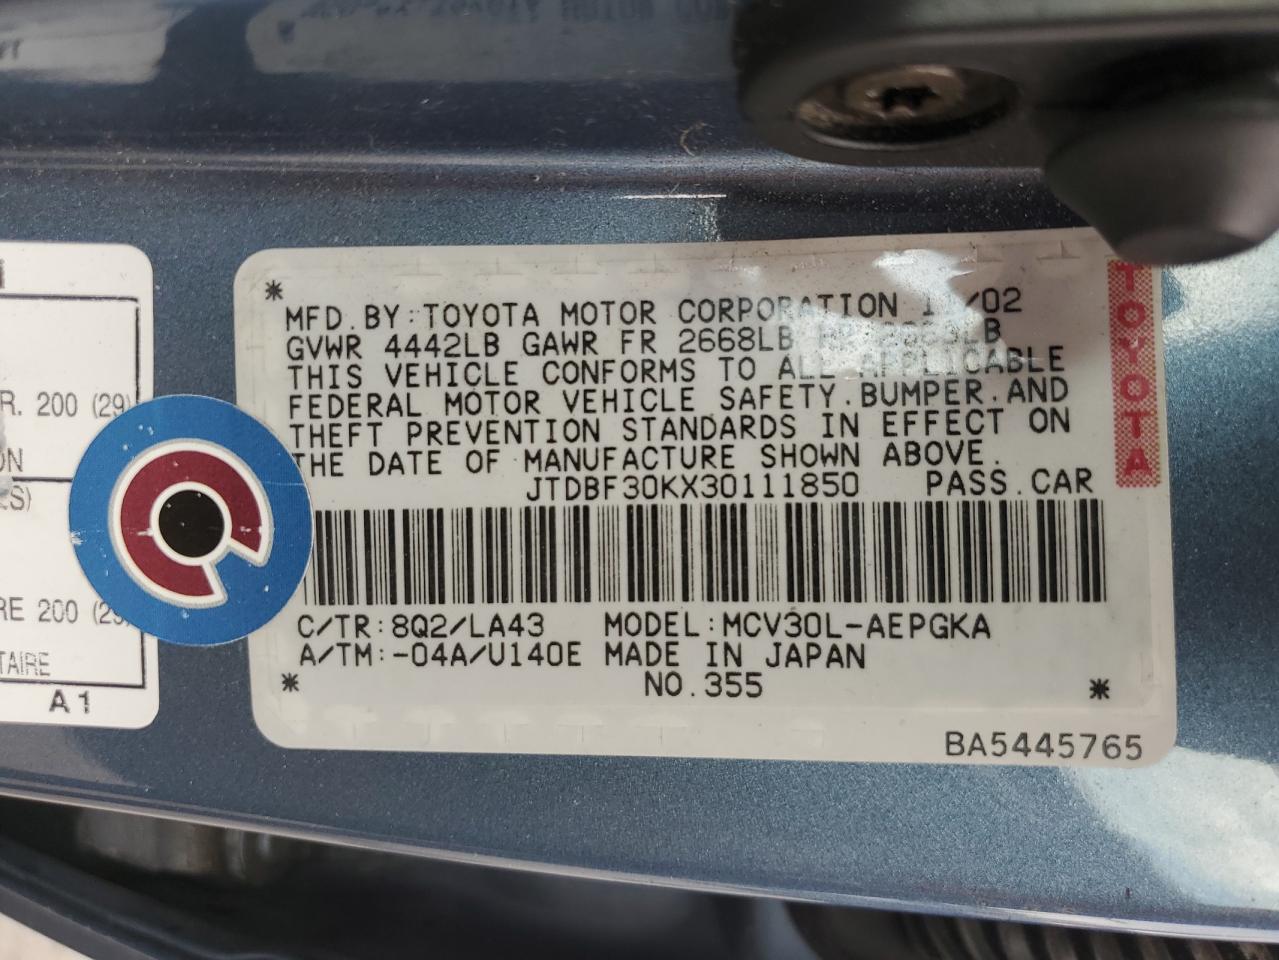 R. 200 (29)
ON
ES)
RE 200 (29)
TAIRE
A1
*
MFD. BY: TOYOTA MOTOR CORPORATION /02
GVWR 4442LB GAWR FR 2668LB
THIS VEHICLE CONFORMS TO ALL APPLICABLE
FEDERAL MOTOR VEHICLE SAFETY. BUMPER. AND
THEFT PREVENTION STANDARDS IN EFFECT ON
THE DATE OF MANUFACTURE SHOWN ABOVE.
JTDBF30KX30111850 PASS. CAR
C/TR: 8Q2/LA43 MODEL: MCV30L-AEPGKA
A/TM: -04A/U140E MADE IN JAPAN
* NO. 355 *
BA5445765
TOYOTA